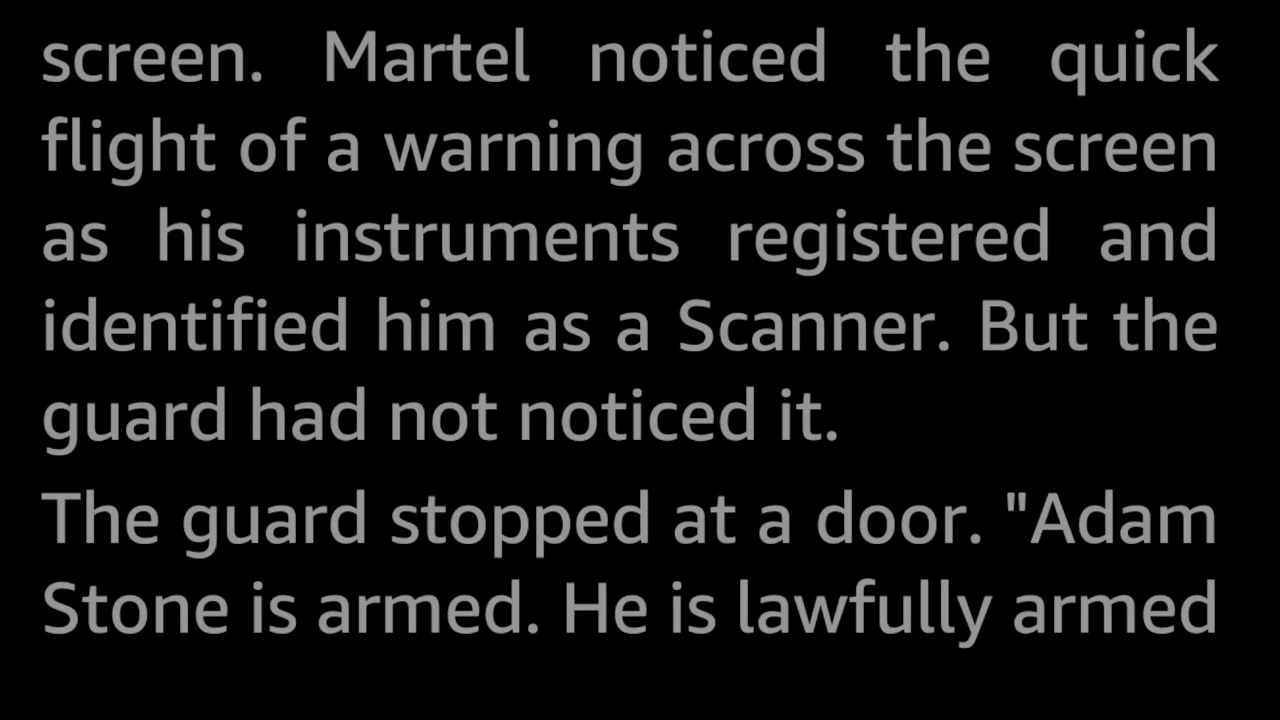 screen. Martel noticed the quick
flight of a warning across the screen
as his instruments registered and
identified him as a Scanner. But the
guard had not noticed it.
The guard stopped at a door. "Adam
Stone is armed. He is lawfully armed